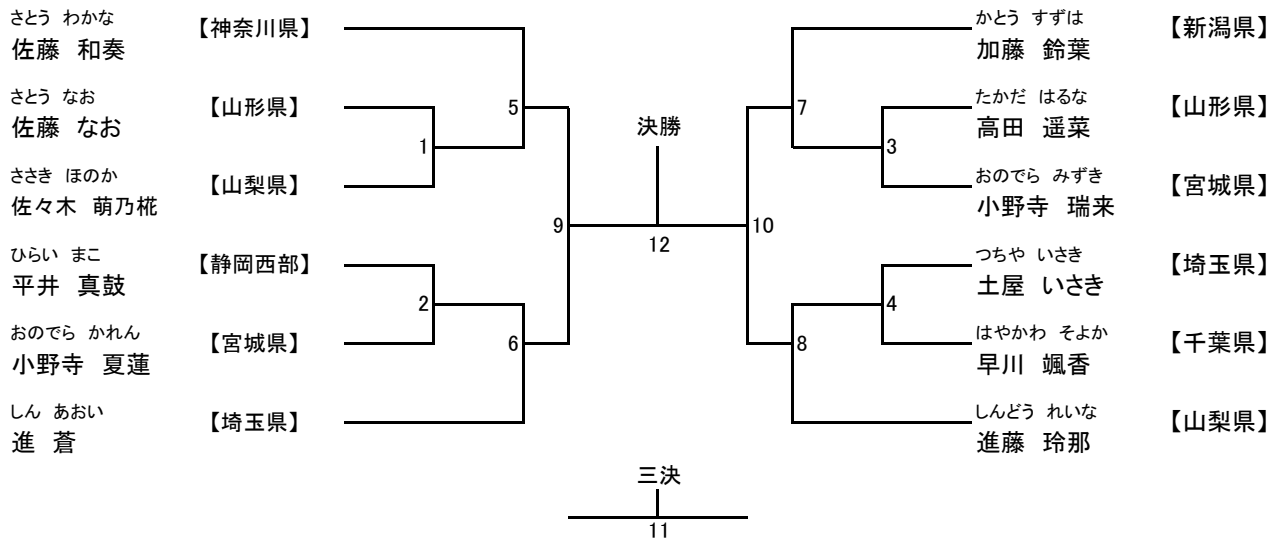 さとう わかな
佐藤 和奏
【神奈川県】
さとう なお
佐藤 なお
【山形県】
ささき ほのか
佐々木 萌乃椛
【山梨県】
ひらい まこ
平井 真鼓
【静岡西部】
おのでら かれん
小野寺 夏蓮
【宮城県】
しん あおい
進 蒼
【埼玉県】
1
2
5
6
9
決勝
12
三決
11
10
7
8
3
4
かとう すずは
加藤 鈴葉
【新潟県】
たかだ はるな
高田 遥菜
【山形県】
おのでら みずき
小野寺 瑞来
【宮城県】
つちや いさき
土屋 いさき
【埼玉県】
はやかわ そよか
早川 颯香
【千葉県】
しんどう れいな
進藤 玲那
【山梨県】